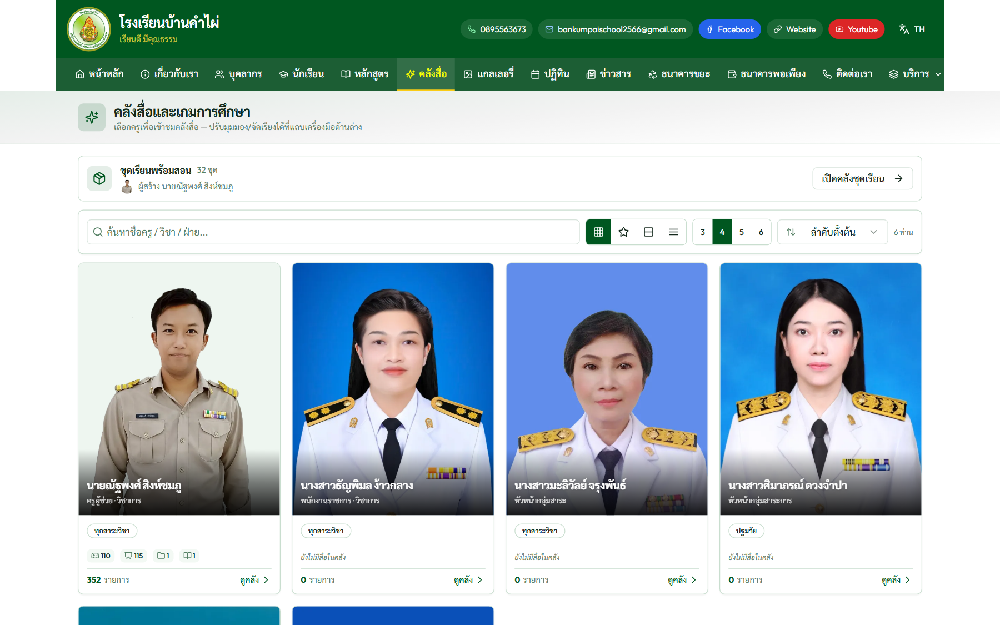 โรงเรียนบ้านคำไผ่
เรียนดี มีคุณธรรม
0895563673
bankumpaischool2566@gmail.com
Facebook
Website
Youtube
TH
หน้าหลัก
เกี่ยวกับเรา
บุคลากร
นักเรียน
หลักสูตร
คลังสื่อ
แกลเลอรี่
ปฏิทิน
ข่าวสาร
ธนาคารขยะ
ธนาคารพอเพียง
ติดต่อเรา
บริการ
คลังสื่อและเกมการศึกษา
เลือกครูเพื่อเข้าชมคลังสื่อ — ปรับมุมมอง/จัดเรียงได้ที่แถบเครื่องมือด้านล่าง
ชุดเรียนพร้อมสอน 32 ชุด
ผู้สร้าง นายณัฐพงศ์ สิงห์ชมภู
เปิดคลังชุดเรียน
ค้นหาชื่อครู / วิชา / ฝ่าย...
3 4 5 6
ลำดับตั้งต้น
6 ท่าน
นายณัฐพงศ์ สิงห์ชมภู
ครูผู้ช่วย · วิชาการ
ทุกสาระวิชา
110 115 1 1
352 รายการ
ดูคลัง
นางสาวธัญพิมล ง้าวกลาง
พนักงานราชการ · วิชาการ
ทุกสาระวิชา
ยังไม่มีสื่อในคลัง
0 รายการ
ดูคลัง
นางสาวมะลิวัลย์ จรุงพันธ์
หัวหน้ากลุ่มสาระ
ทุกสาระวิชา
ยังไม่มีสื่อในคลัง
0 รายการ
ดูคลัง
นางสาวศิมาภรณ์ ดวงจำปา
หัวหน้ากลุ่มสาระการ
ปฐมวัย
ยังไม่มีสื่อในคลัง
0 รายการ
ดูคลัง